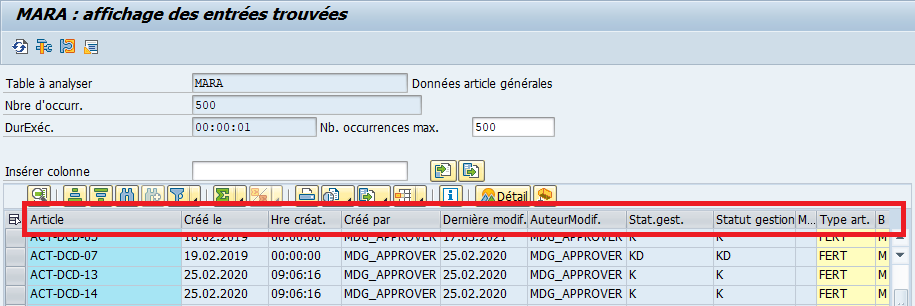 MARA : affichage des entrées trouvées
Table à analyser MARA Données article générales
Nbre d'occurr. 500
DurExéc. 00:00:01 Nb. occurrences max. 500
Insérer colonne
Détail
Article Créé le Hre créat. Créé par Dernière modif. AuteurModif. Stat.gest. Statut gestion M... Type art. B
ACT-DCD-05 18.02.2019 00:00:00 MDG_APPROVER 17.03.2021 MDG_APPROVER K K FERT M
ACT-DCD-07 19.02.2019 00:00:00 MDG_APPROVER 25.02.2020 MDG_APPROVER KD KD FERT M
ACT-DCD-13 25.02.2020 09:06:16 MDG_APPROVER 25.02.2020 MDG_APPROVER K K FERT M
ACT-DCD-14 25.02.2020 09:06:16 MDG_APPROVER 25.02.2020 MDG_APPROVER K K FERT M